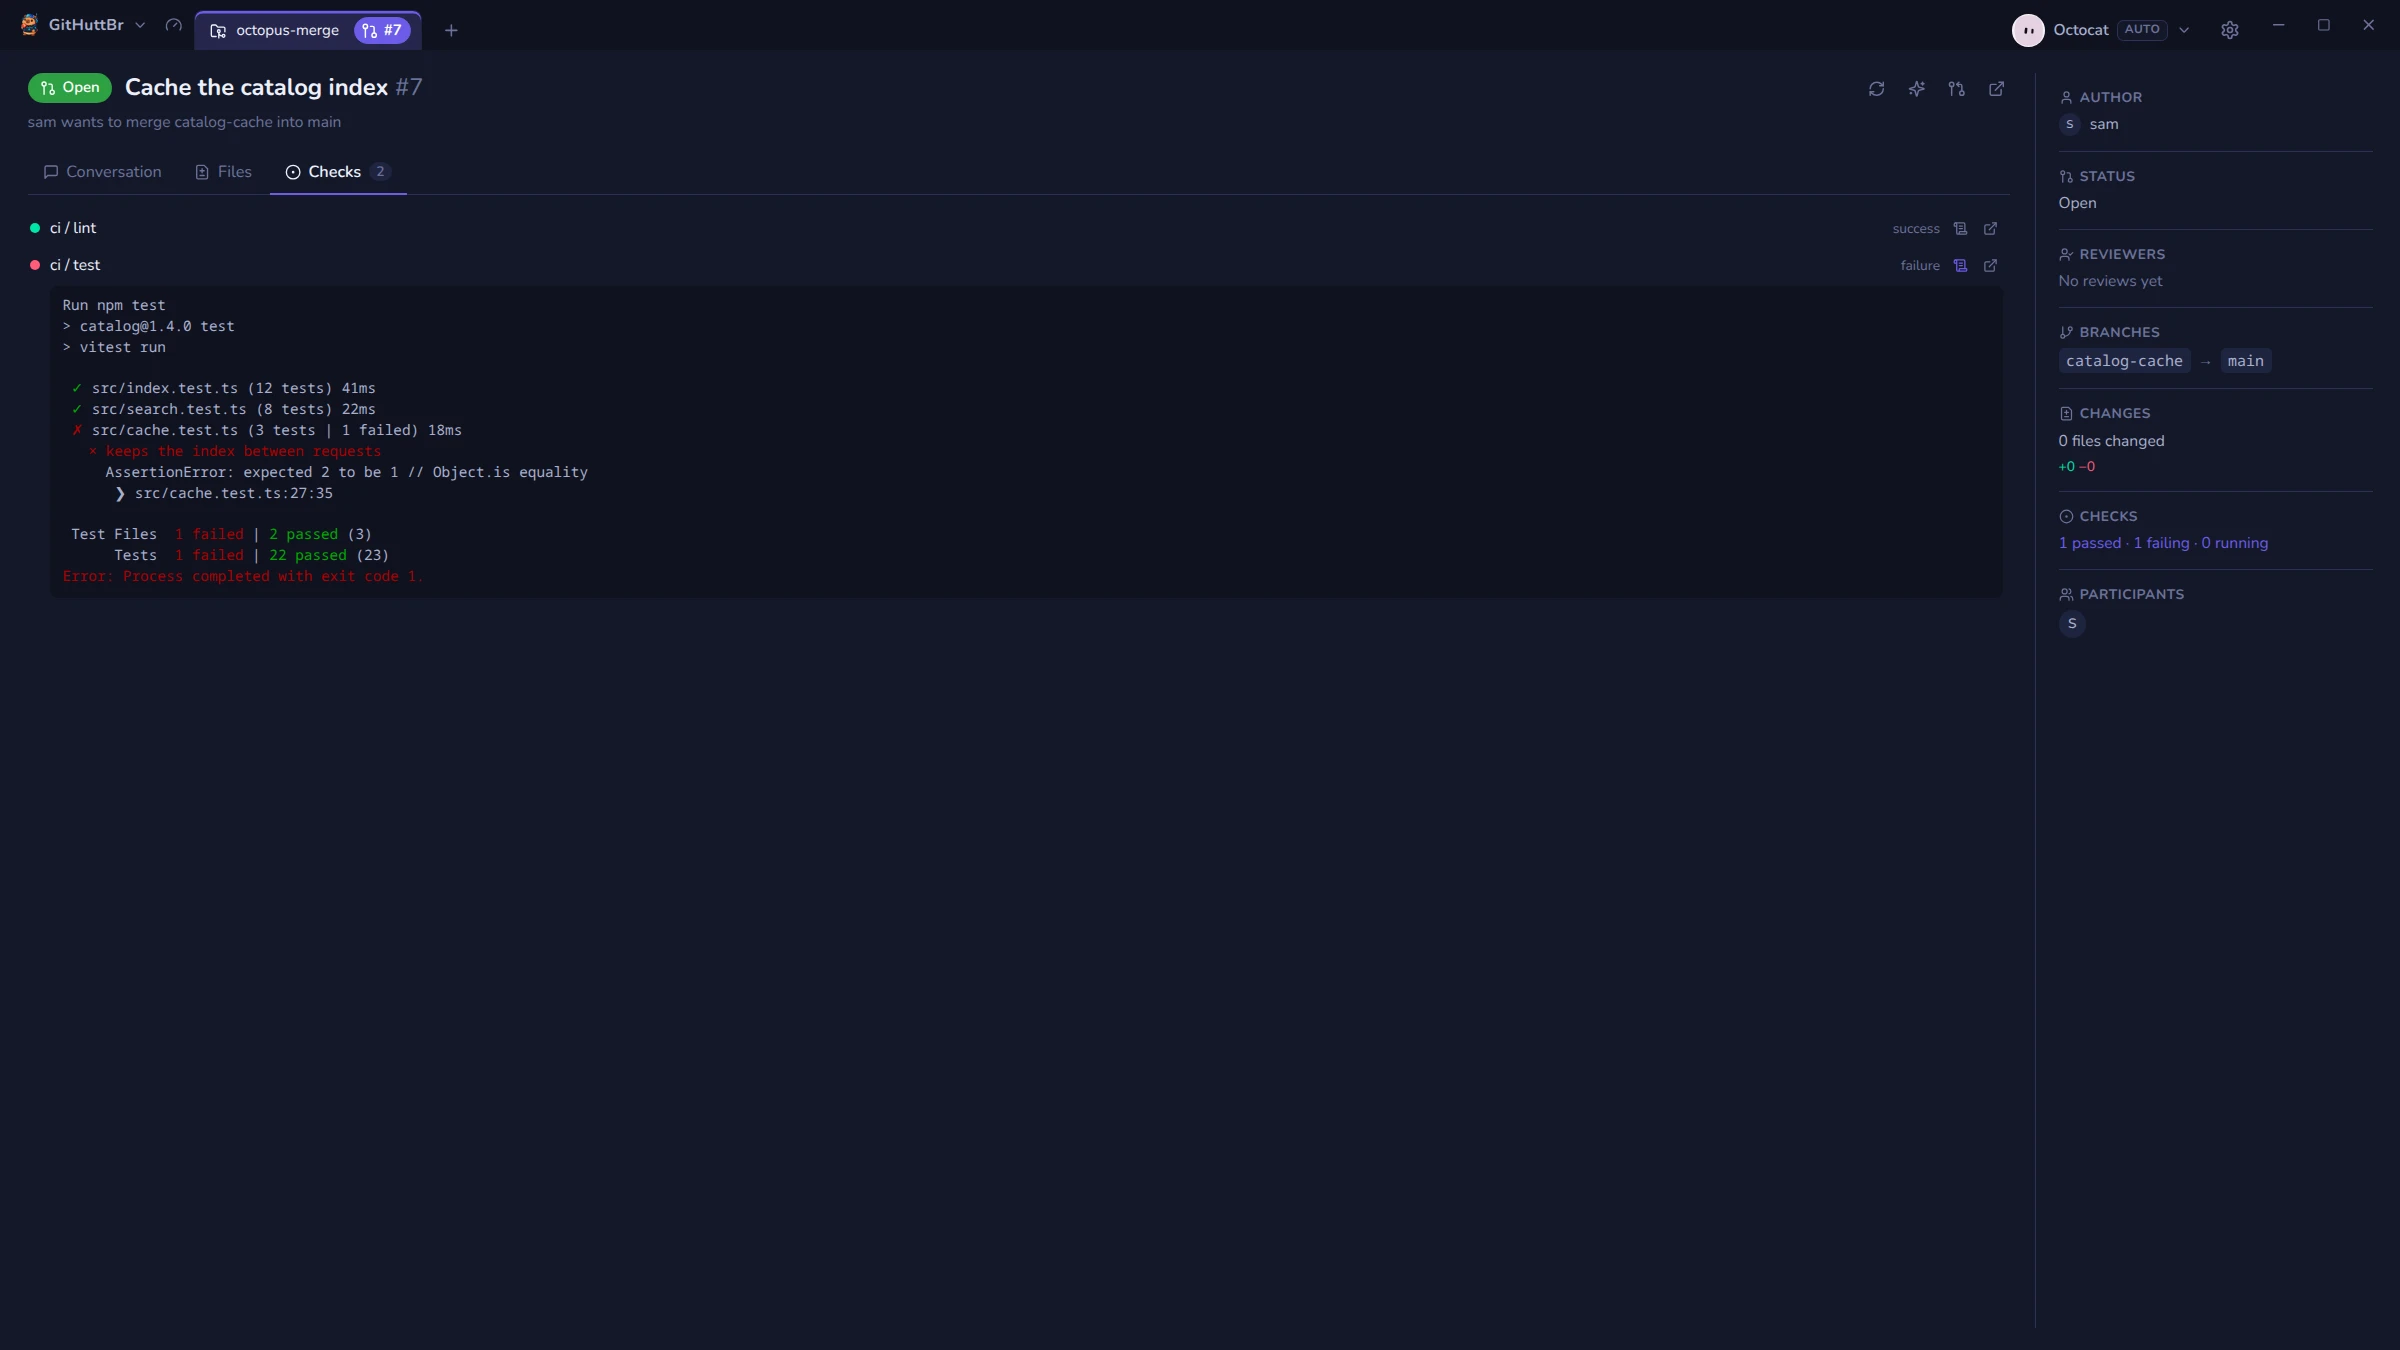 GitHuttBr
octopus-merge #7
Octocat AUTO
Open Cache the catalog index #7
sam wants to merge catalog-cache into main
Conversation Files Checks 2
ci / lint success
ci / test failure
Run npm test
> catalog@1.4.0 test
> vitest run
✓ src/index.test.ts (12 tests) 41ms
✓ src/search.test.ts (8 tests) 22ms
✗ src/cache.test.ts (3 tests | 1 failed) 18ms
× keeps the index between requests
AssertionError: expected 2 to be 1 // Object.is equality
❯ src/cache.test.ts:27:35
Test Files 1 failed | 2 passed (3)
Tests 1 failed | 22 passed (23)
Error: Process completed with exit code 1.
AUTHOR
S sam
STATUS
Open
REVIEWERS
No reviews yet
BRANCHES
catalog-cache → main
CHANGES
0 files changed
+0 −0
CHECKS
1 passed · 1 failing · 0 running
PARTICIPANTS
S